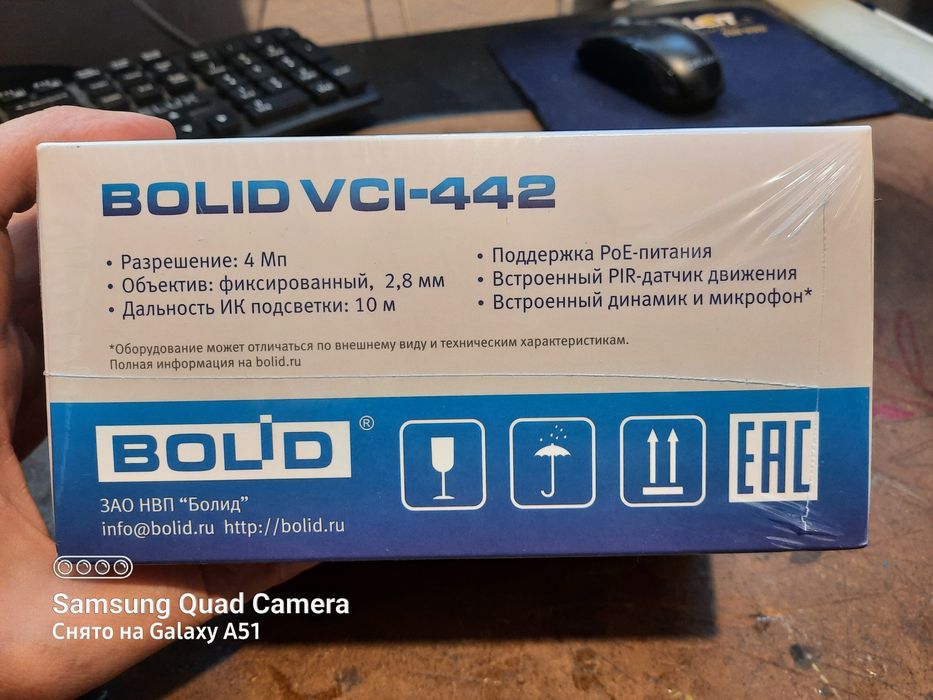 BOLID VCI-442
• Разрешение: 4 Мп
• Объектив: фиксированный, 2,8 мм
• Дальность ИК подсветки: 10 м
• Поддержка PoE-питания
• Встроенный PIR-датчик движения
• Встроенный динамик и микрофон*
*Оборудование может отличаться по внешнему виду и техническим характеристикам.
Полная информация на bolid.ru
BOLID®
ЗАО НВП “Болид”
info@bolid.ru http://bolid.ru
EAC
Samsung Quad Camera
Снято на Galaxy A51